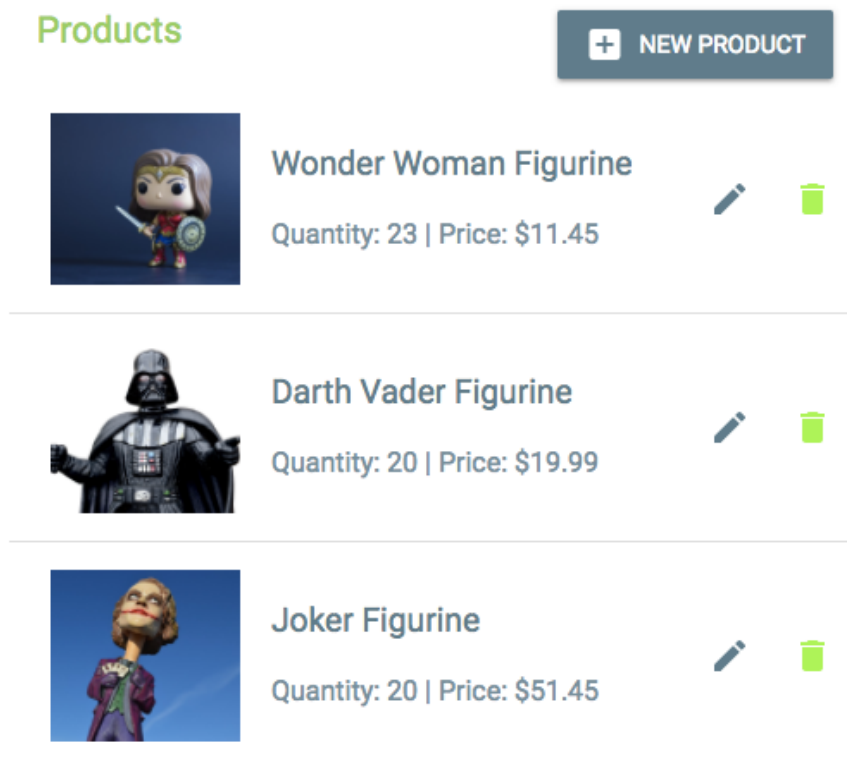 Products
NEW PRODUCT
Wonder Woman Figurine
Quantity: 23 | Price: $11.45
Darth Vader Figurine
Quantity: 20 | Price: $19.99
Joker Figurine
Quantity: 20 | Price: $51.45